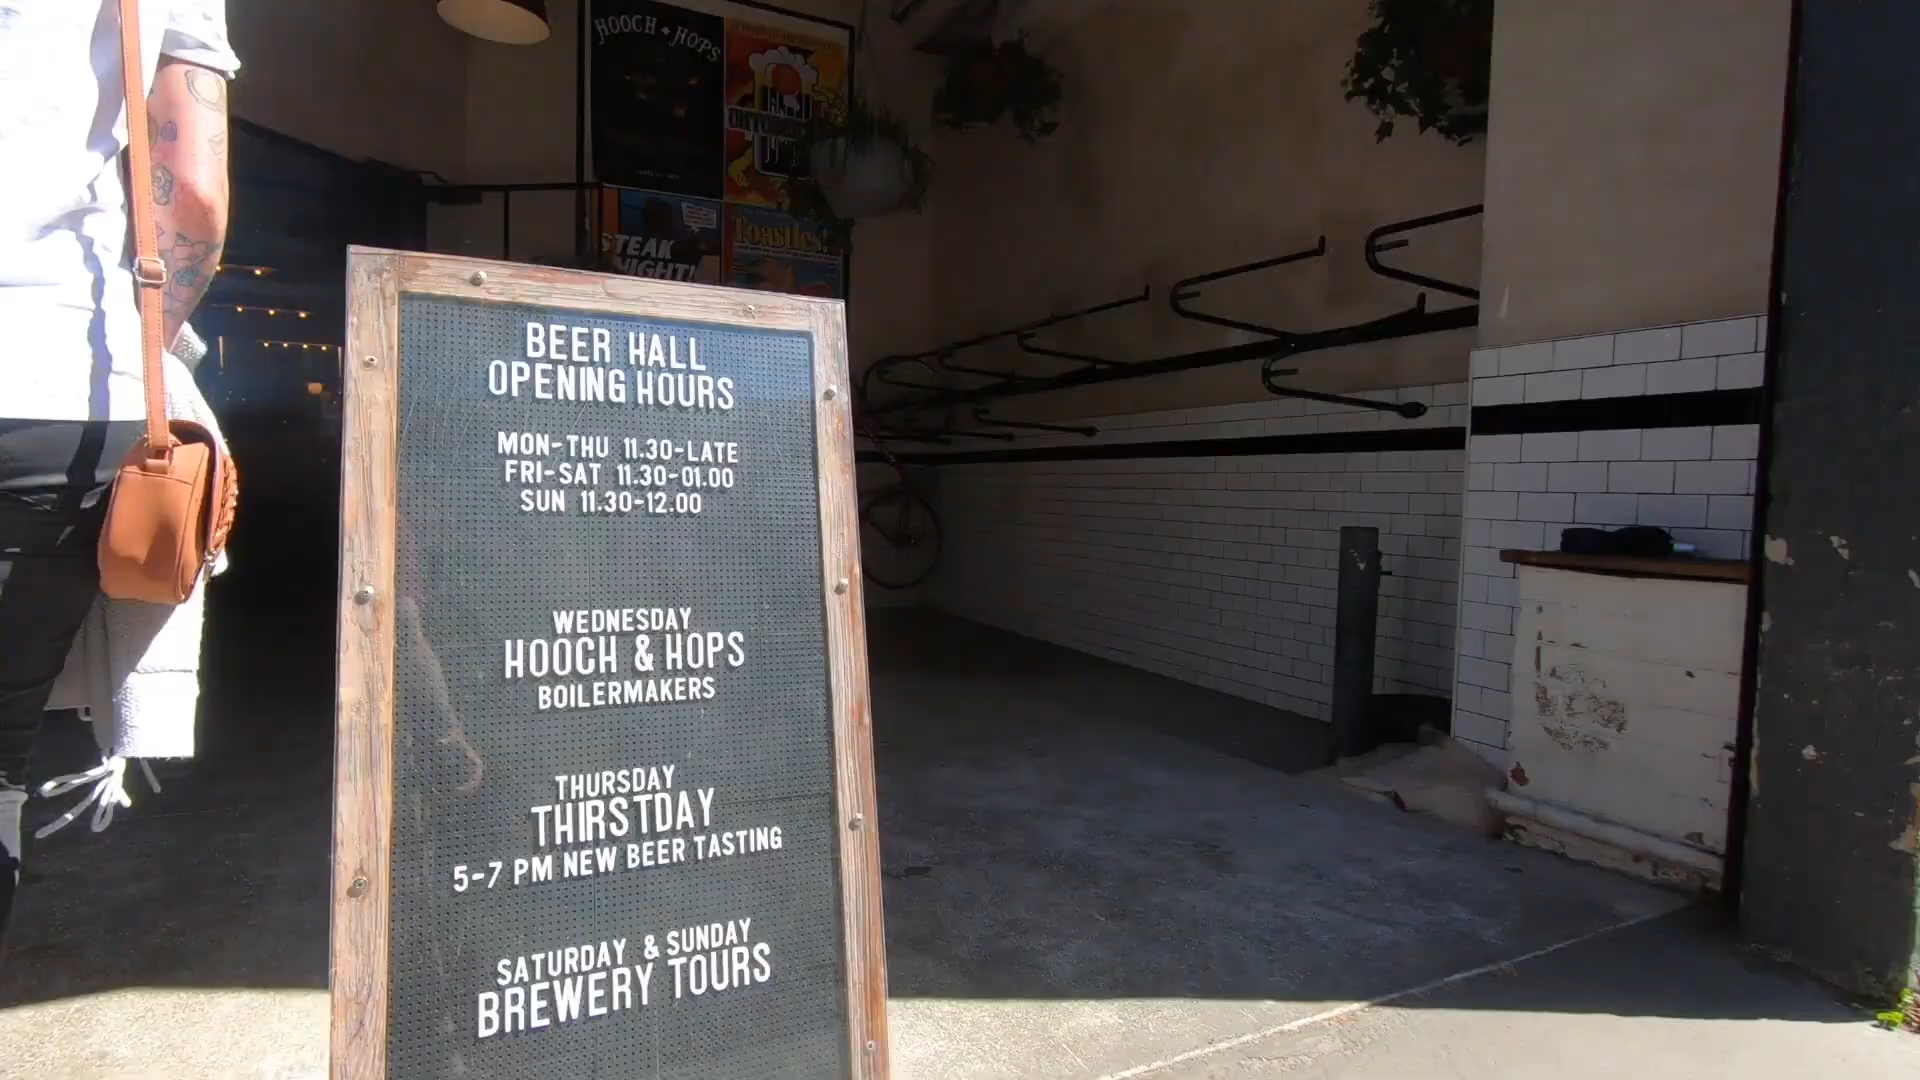 HOOCH & HOPS
OKTOBERFEST
STEAK
NIGHT!
Toasties!
BEER HALL
OPENING HOURS
MON-THU 11.30-LATE
FRI-SAT 11.30-01.00
SUN 11.30-12.00
WEDNESDAY
HOOCH & HOPS
BOILERMAKERS
THURSDAY
THIRSTDAY
5-7 PM NEW BEER TASTING
SATURDAY & SUNDAY
BREWERY TOURS